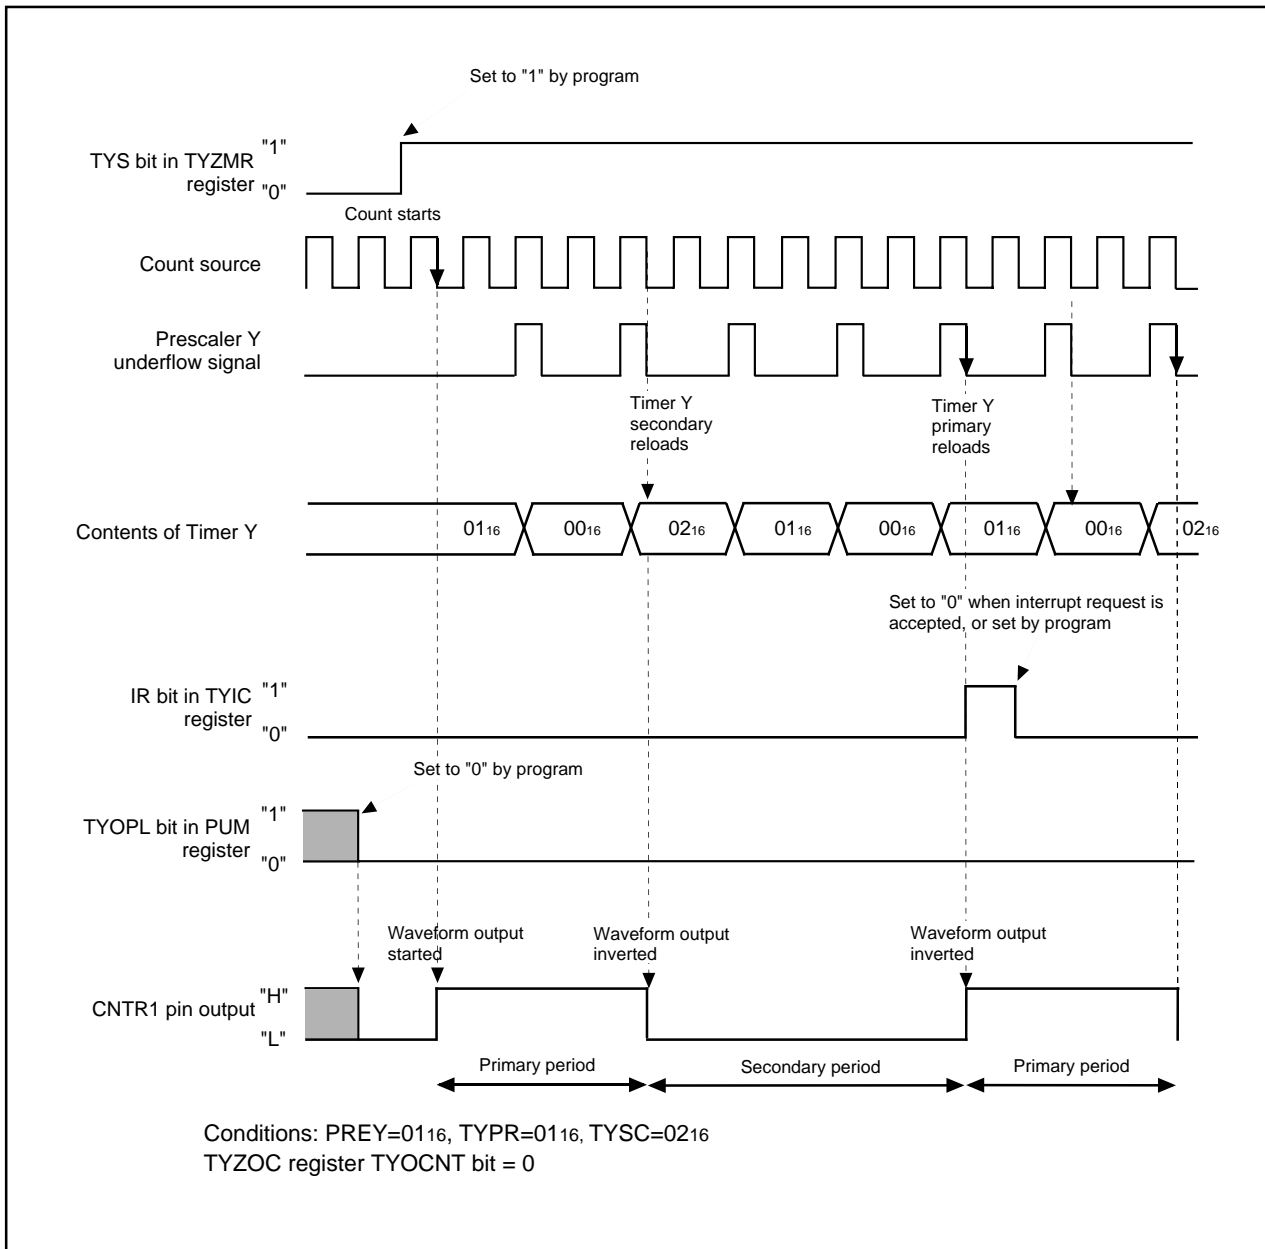 Set to "1" by program
"1"
TYS bit in TYZMR
register
"0"
Count starts
Count source
Prescaler Y
underflow signal
Timer Y
secondary
reloads
Timer Y
primary
reloads
Contents of Timer Y
0116 0016 0216 0116 0016 0116 0016 0216
Set to "0" when interrupt request is
accepted, or set by program
IR bit in TYIC
register
"1"
"0"
Set to "0" by program
"1"
TYOPL bit in PUM
register
"0"
Waveform output
started
Waveform output
inverted
Waveform output
inverted
"H"
CNTR1 pin output
"L"
Primary period
Secondary period
Primary period
Conditions: PREY=0116, TYPR=0116, TYSC=0216
TYZOC register TYOCNT bit = 0